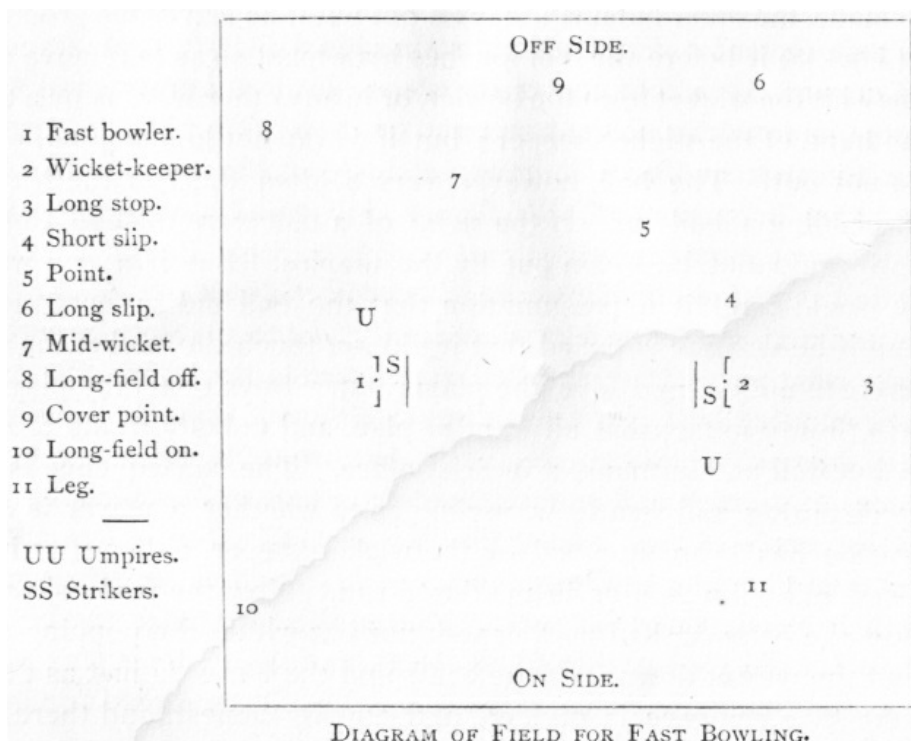 OFF SIDE.
9
6
8
7
5
4
U
1
S
S
2
3
U
11
10
ON SIDE.
1 Fast bowler.
2 Wicket-keeper.
3 Long stop.
4 Short slip.
5 Point.
6 Long slip.
7 Mid-wicket.
8 Long-field off.
9 Cover point.
10 Long-field on.
11 Leg.
UU Umpires.
SS Strikers.
DIAGRAM OF FIELD FOR FAST BOWLING.